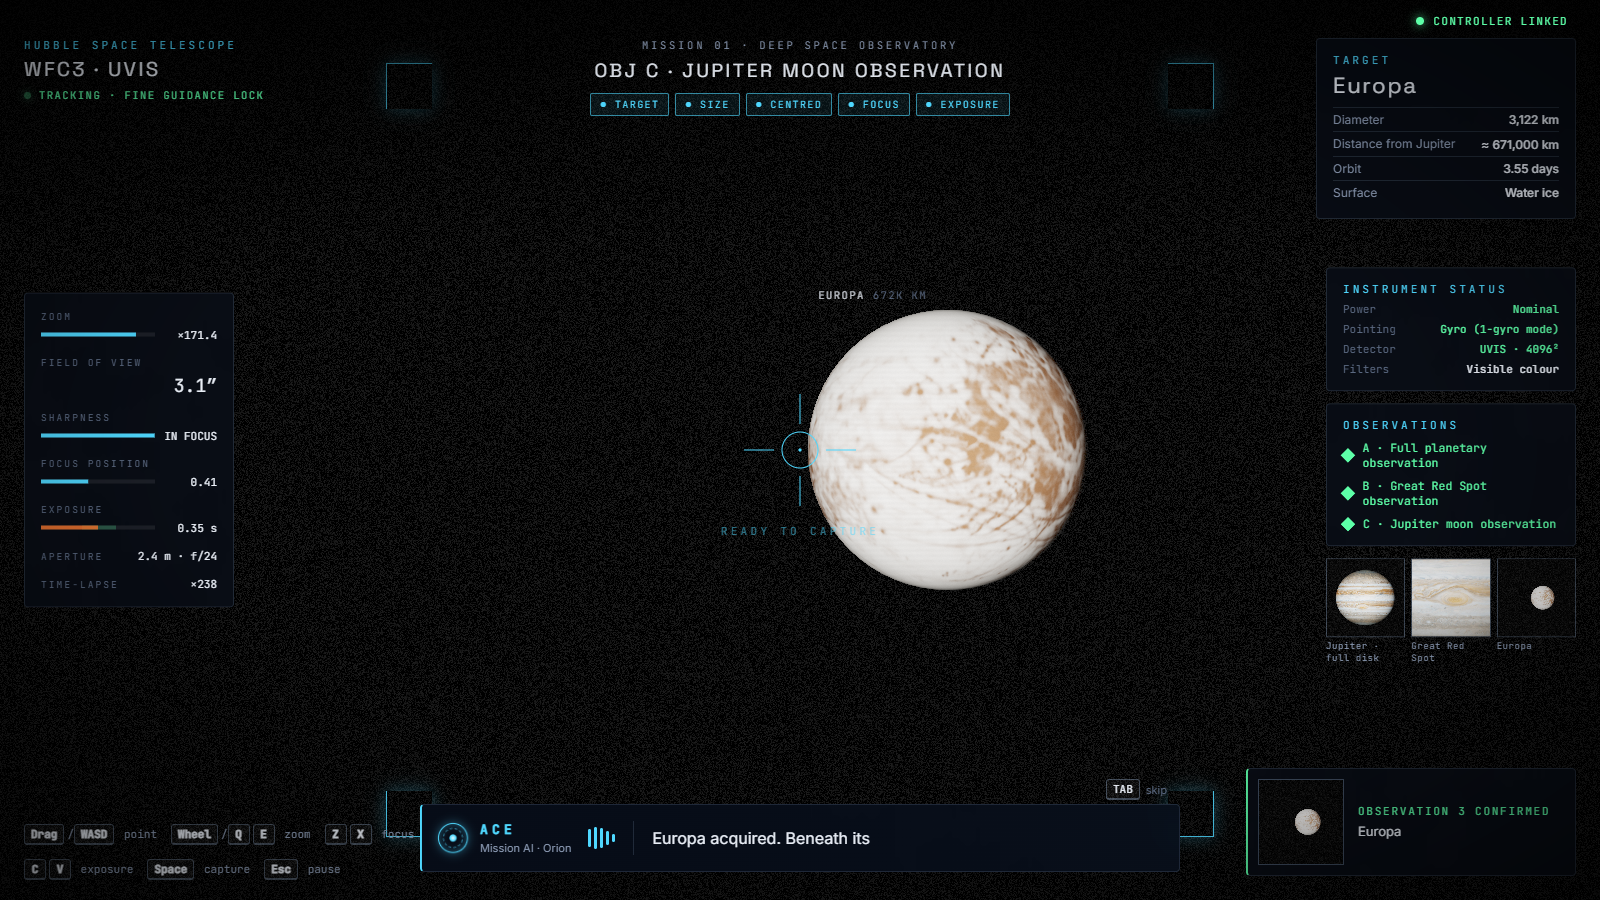 CONTROLLER LINKED
HUBBLE SPACE TELESCOPE
WFC3 · UVIS
TRACKING · FINE GUIDANCE LOCK
MISSION 01 · DEEP SPACE OBSERVATORY
OBJ C · JUPITER MOON OBSERVATION
TARGET SIZE CENTRED FOCUS EXPOSURE
TARGET
Europa
Diameter 3,122 km
Distance from Jupiter ≈ 671,000 km
Orbit 3.55 days
Surface Water ice
ZOOM
×171.4
FIELD OF VIEW
3.1″
SHARPNESS
IN FOCUS
FOCUS POSITION
0.41
EXPOSURE
0.35 s
APERTURE 2.4 m · f/24
TIME-LAPSE ×238
EUROPA 672K KM
READY TO CAPTURE
INSTRUMENT STATUS
Power Nominal
Pointing Gyro (1-gyro mode)
Detector UVIS · 4096²
Filters Visible colour
OBSERVATIONS
A · Full planetary
observation
B · Great Red Spot
observation
C · Jupiter moon observation
Jupiter · Great Red Europa
full disk Spot
Drag / WASD point Wheel / Q E zoom Z X focus
C V exposure Space capture Esc pause
TAB skip
ACE
Mission AI · Orion
Europa acquired. Beneath its
OBSERVATION 3 CONFIRMED
Europa